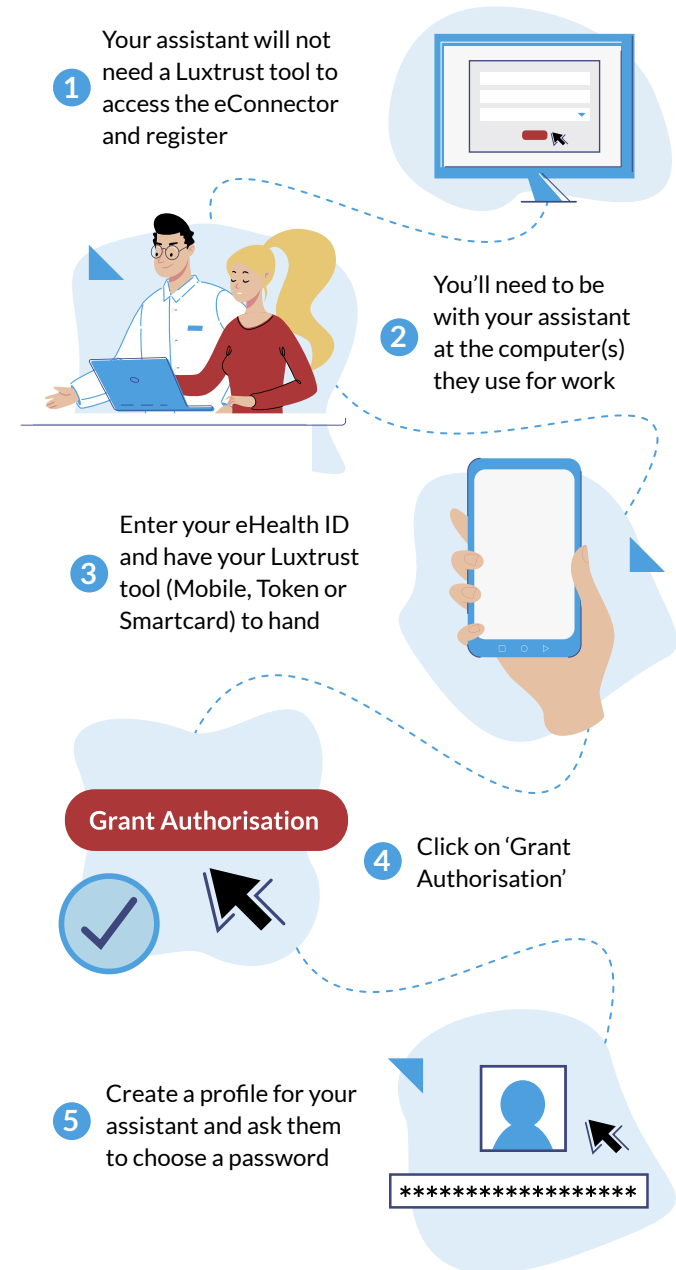 1
Your assistant will not
need a Luxtrust tool to
access the eConnector
and register
2
You’ll need to be
with your assistant
at the computer(s)
they use for work
3
Enter your eHealth ID
and have your Luxtrust
tool (Mobile, Token or
Smartcard) to hand
Grant Authorisation
4
Click on ‘Grant
Authorisation’
5
Create a profile for your
assistant and ask them
to choose a password
******************